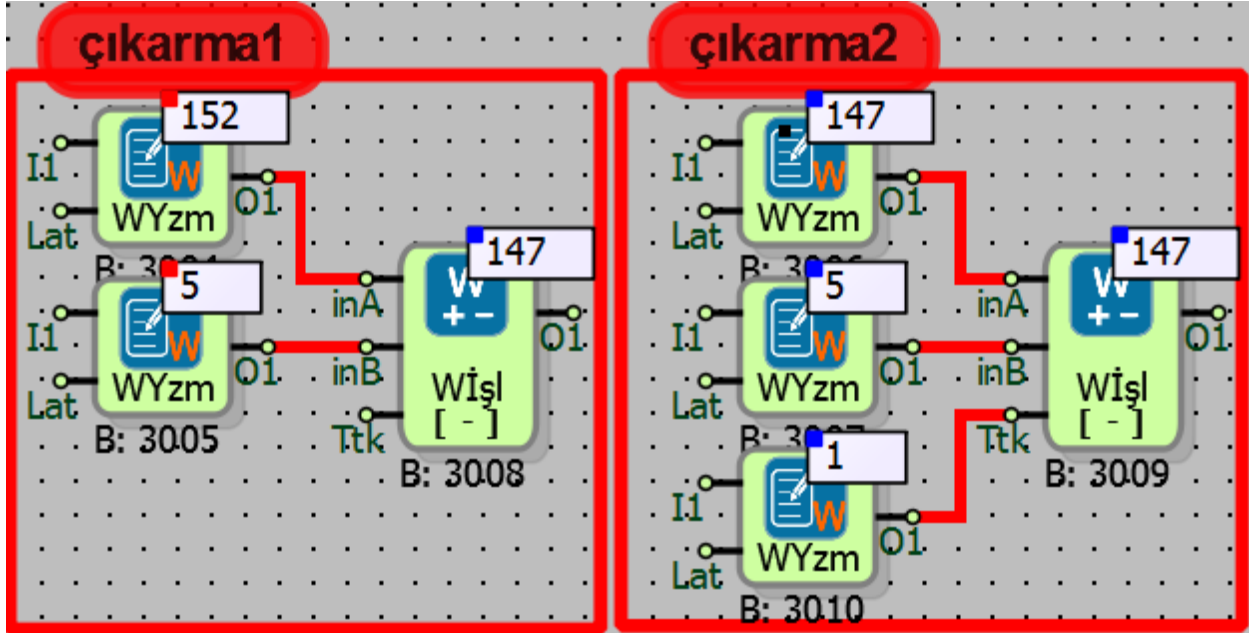 çıkarma1
152
I1
W
O1
WYzm
Lat
5
147
inA
W
+ -
I1
W
O1
O1
inB
WYzm
Wİşl
Lat
[ - ]
Ttk
B: 3005
B: 3008
çıkarma2
147
I1
W
O1
WYzm
Lat
5
147
inA
W
+ -
I1
W
O1
O1
inB
WYzm
Wİşl
Lat
[ - ]
Ttk
1
B: 3009
I1
W
O1
WYzm
Lat
B: 3010